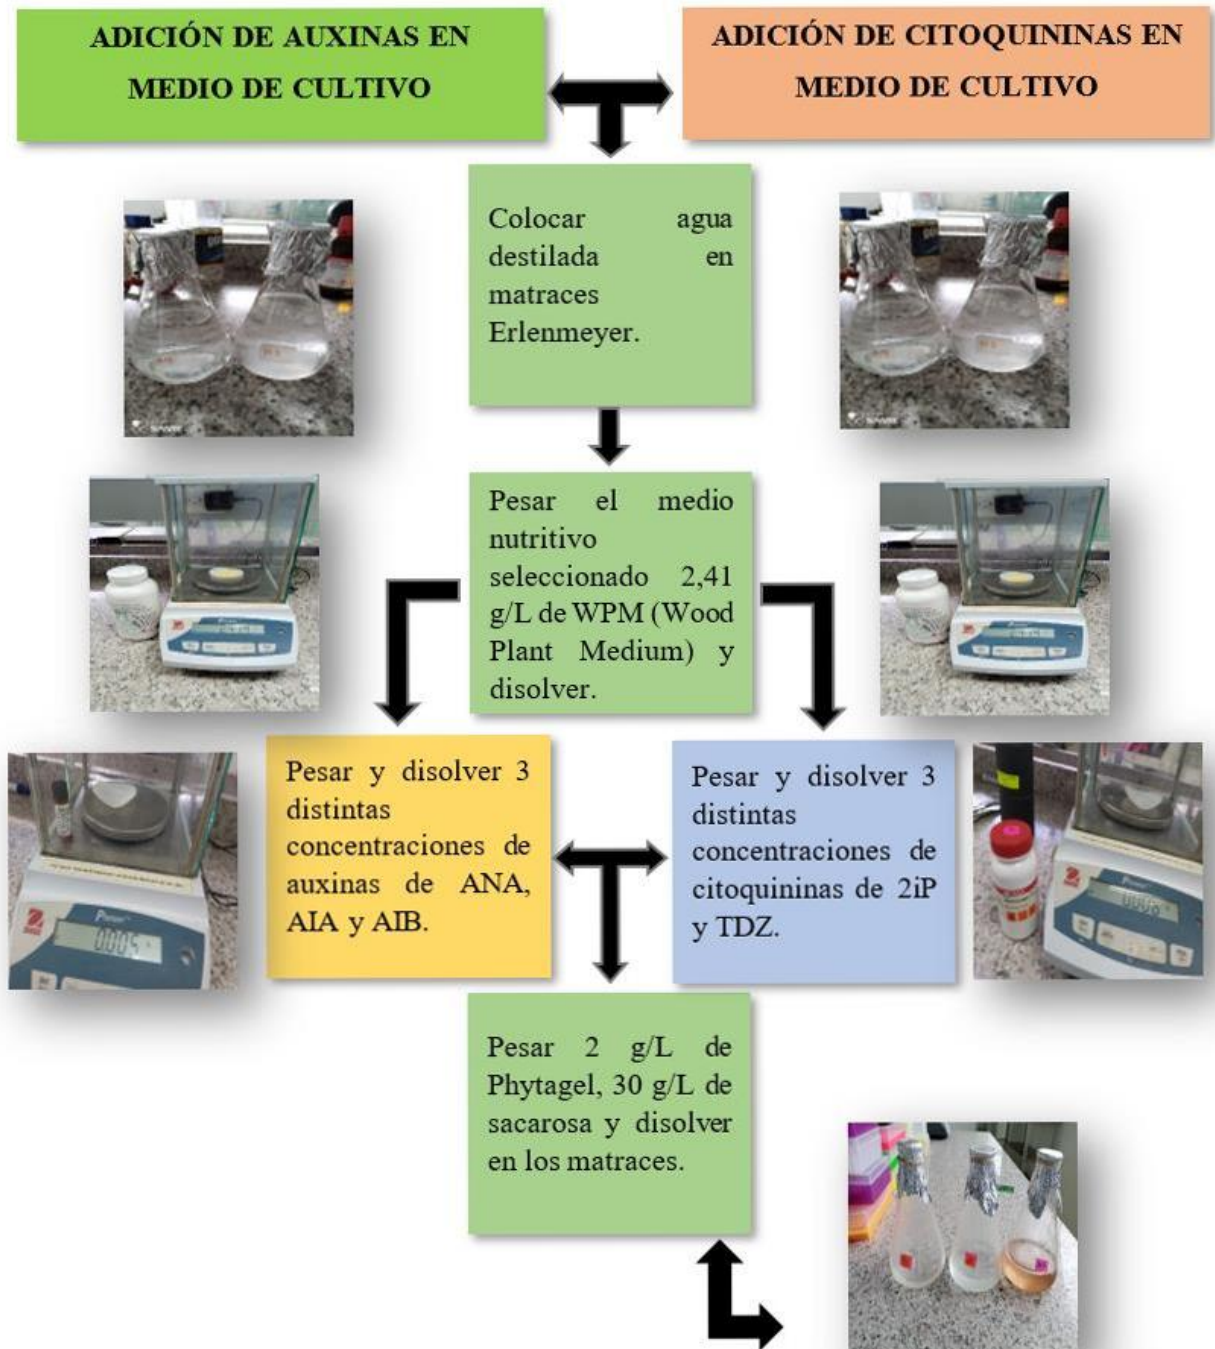 ADICIÓN DE AUXINAS EN
MEDIO DE CULTIVO
ADICIÓN DE CITOQUININAS EN
MEDIO DE CULTIVO
Colocar agua
destilada en
matraces
Erlenmeyer.
Pesar el medio
nutritivo
seleccionado 2,41
g/L de WPM (Wood
Plant Medium) y
disolver.
Pesar y disolver 3
distintas
concentraciones de
auxinas de ANA,
AIA y AIB.
Pesar y disolver 3
distintas
concentraciones de
citoquininas de 2iP
y TDZ.
0.005
Pesar 2 g/L de
Phytagel, 30 g/L de
sacarosa y disolver
en los matraces.